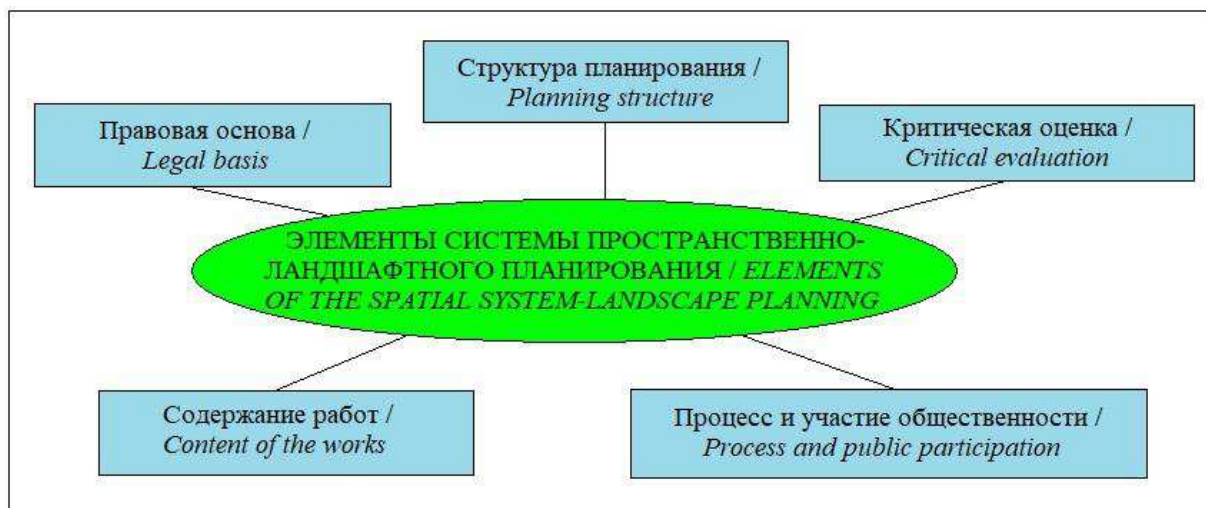 Структура планирования /
Planning structure
Правовая основа /
Legal basis
Критическая оценка /
Critical evaluation
ЭЛЕМЕНТЫ СИСТЕМЫ ПРОСТРАНСТВЕННО-
ЛАНДШАФТНОГО ПЛАНИРОВАНИЯ / ELEMENTS
OF THE SPATIAL SYSTEM-LANDSCAPE PLANNING
Содержание работ /
Content of the works
Процесс и участие общественности /
Process and public participation